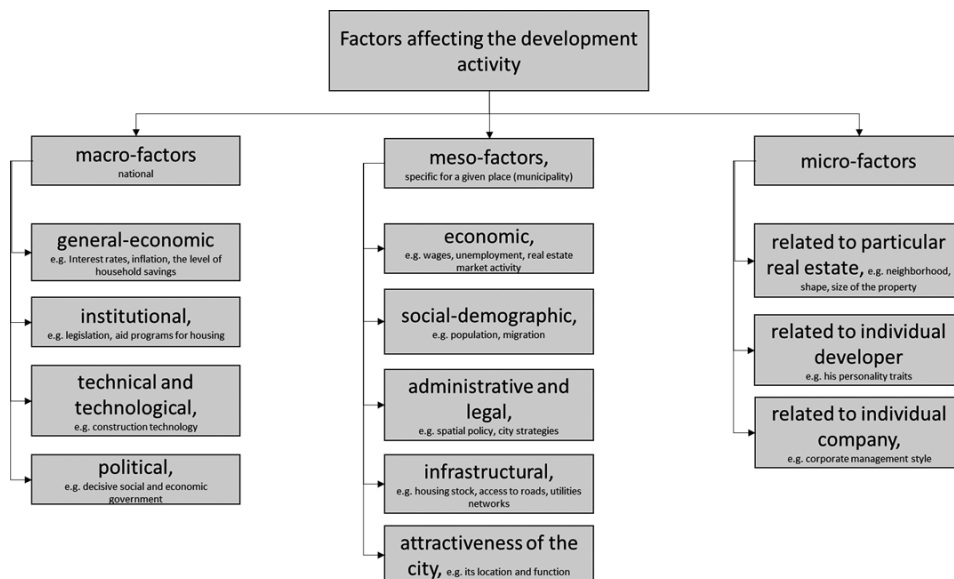 Factors affecting the development
activity
macro-factors
national
general-economic
e.g. Interest rates, inflation, the level of
household savings
institutional,
e.g. legislation, aid programs for housing
technical and
technological,
e.g. construction technology
political,
e.g. decisive social and economic
government
meso-factors,
specific for a given place (municipality)
economic,
e.g. wages, unemployment, real estate
market activity
social-demographic,
e.g. population, migration
administrative and
legal,
e.g. spatial policy, city strategies
infrastructural,
e.g. housing stock, access to roads, utilities
networks
attractiveness of the
city, e.g. its location and function
micro-factors
related to particular
real estate, e.g. neighborhood,
shape, size of the property
related to individual
developer
e.g. his personality traits
related to individual
company,
e.g. corporate management style